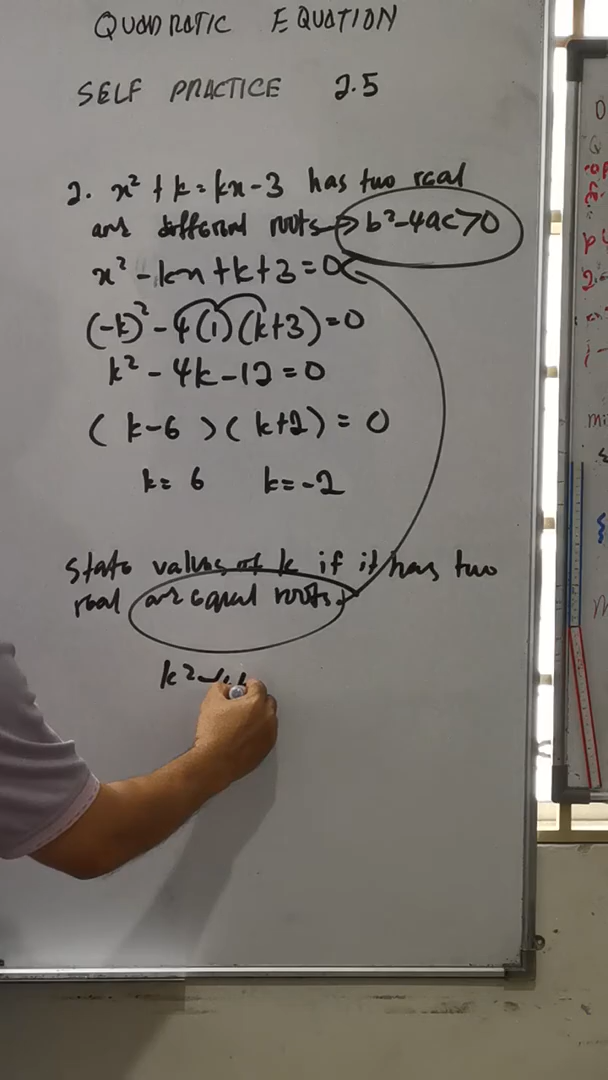 QUADRATIC EQUATION
SELF PRACTICE 2.5
2. x² + k = kx - 3 has two real
and different roots → b² - 4ac > 0
x² - kx + k + 3 = 0
(-k)² - 4(1)(k+3) = 0
k² - 4k - 12 = 0
(k-6)(k+2) = 0
k = 6 k = -2
State values of k if it has two
real and equal roots.
k² - 4